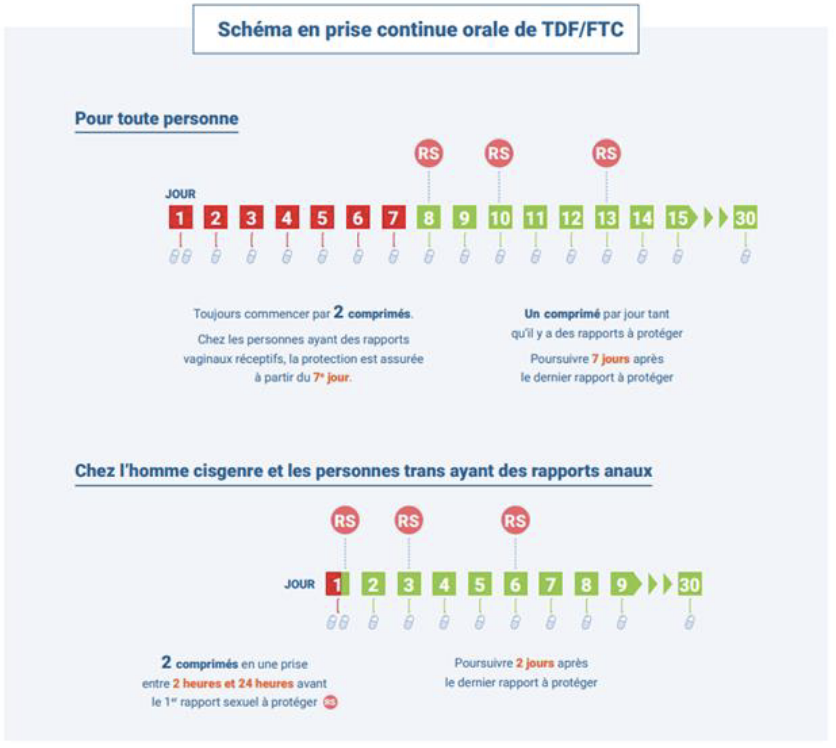 Schéma en prise continue orale de TDF/FTC
Pour toute personne
RS RS RS
JOUR
1 2 3 4 5 6 7 8 9 10 11 12 13 14 15 30
Toujours commencer par 2 comprimés.
Chez les personnes ayant des rapports
vaginaux réceptifs, la protection est assurée
à partir du 7e jour.
Un comprimé par jour tant
qu'il y a des rapports à protéger
Poursuivre 7 jours après
le dernier rapport à protéger
Chez l'homme cisgenre et les personnes trans ayant des rapports anaux
RS RS RS
JOUR 1 2 3 4 5 6 7 8 9 30
2 comprimés en une prise
entre 2 heures et 24 heures avant
le 1er rapport sexuel à protéger RS
Poursuivre 2 jours après
le dernier rapport à protéger